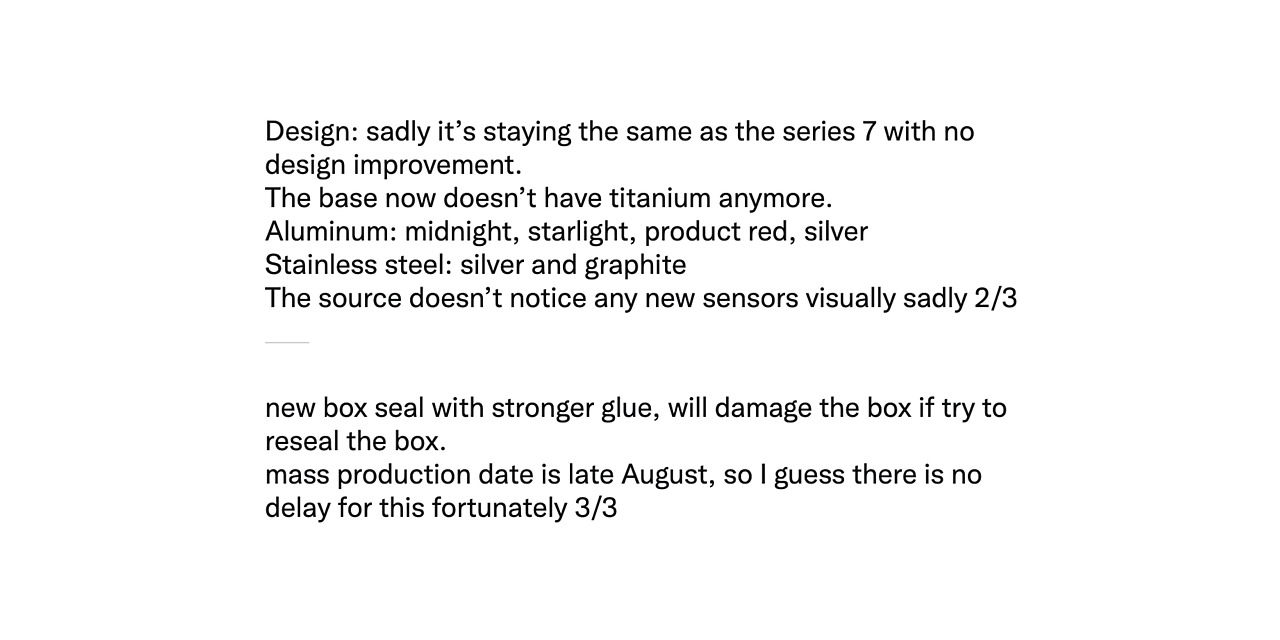 Design: sadly it’s staying the same as the series 7 with no
design improvement.
The base now doesn’t have titanium anymore.
Aluminum: midnight, starlight, product red, silver
Stainless steel: silver and graphite
The source doesn’t notice any new sensors visually sadly 2/3
new box seal with stronger glue, will damage the box if try to
reseal the box.
mass production date is late August, so I guess there is no
delay for this fortunately 3/3